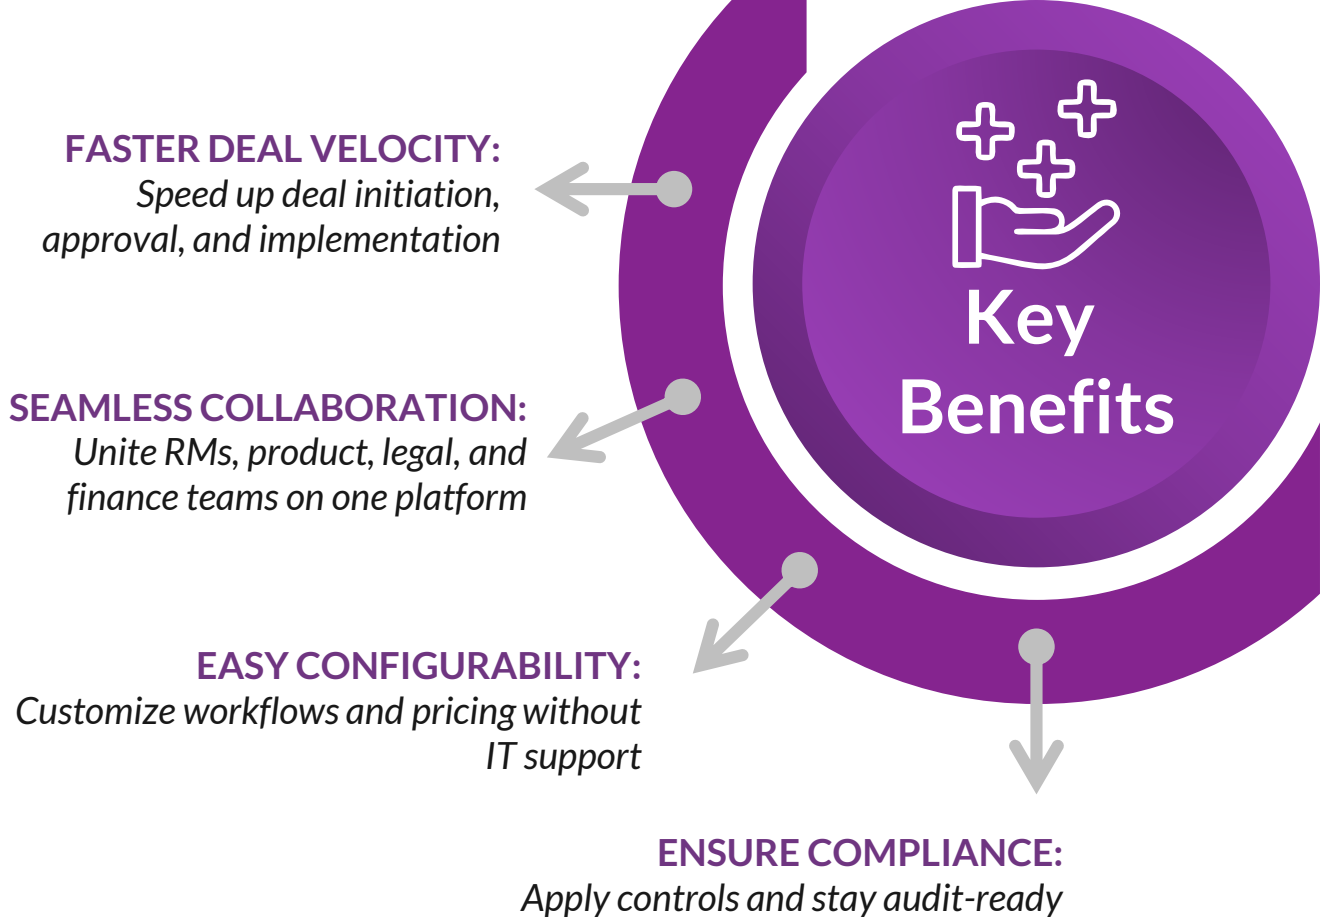 FASTER DEAL VELOCITY:
Speed up deal initiation,
approval, and implementation
SEAMLESS COLLABORATION:
Unite RMs, product, legal, and
finance teams on one platform
EASY CONFIGURABILITY:
Customize workflows and pricing without
IT support
ENSURE COMPLIANCE:
Apply controls and stay audit-ready
Key
Benefits